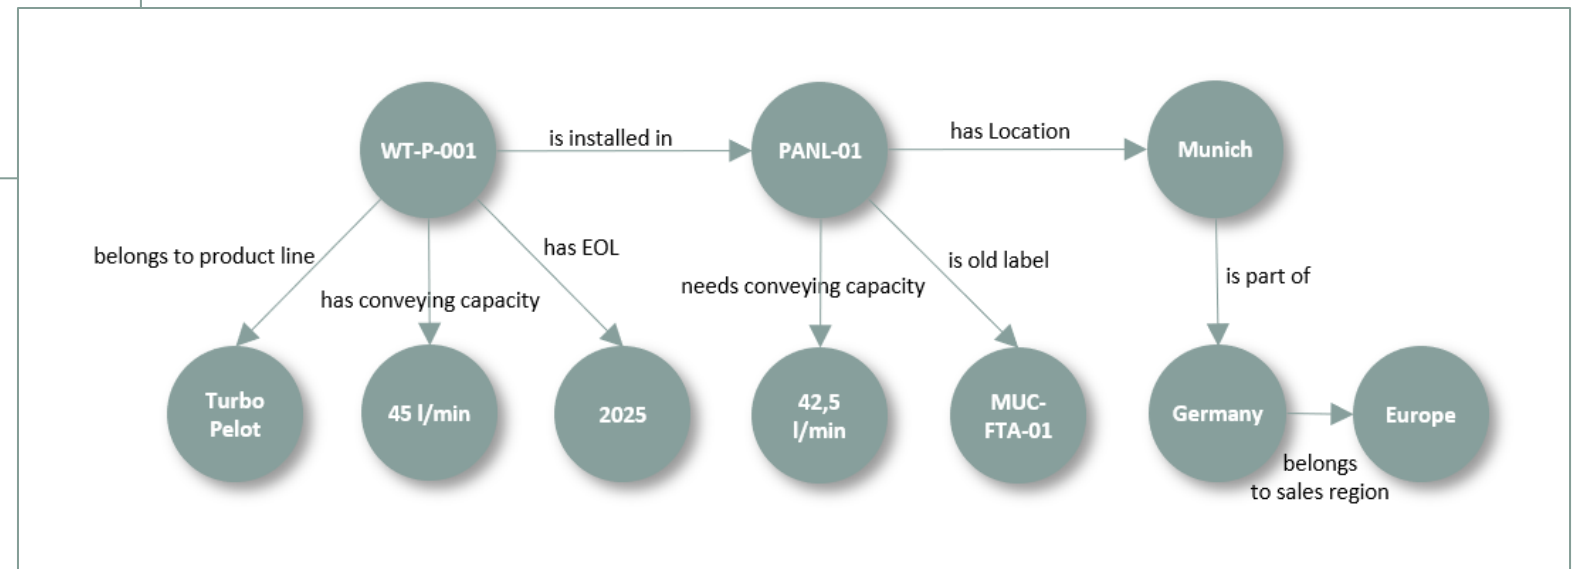 WT-P-001
is installed in
PANL-01
has Location
Munich
belongs to product line
has conveying capacity
has EOL
needs conveying capacity
is old label
is part of
Turbo
Pelot
45 l/min
2025
42,5
l/min
MUC-
FTA-01
Germany
Europe
belongs
to sales region